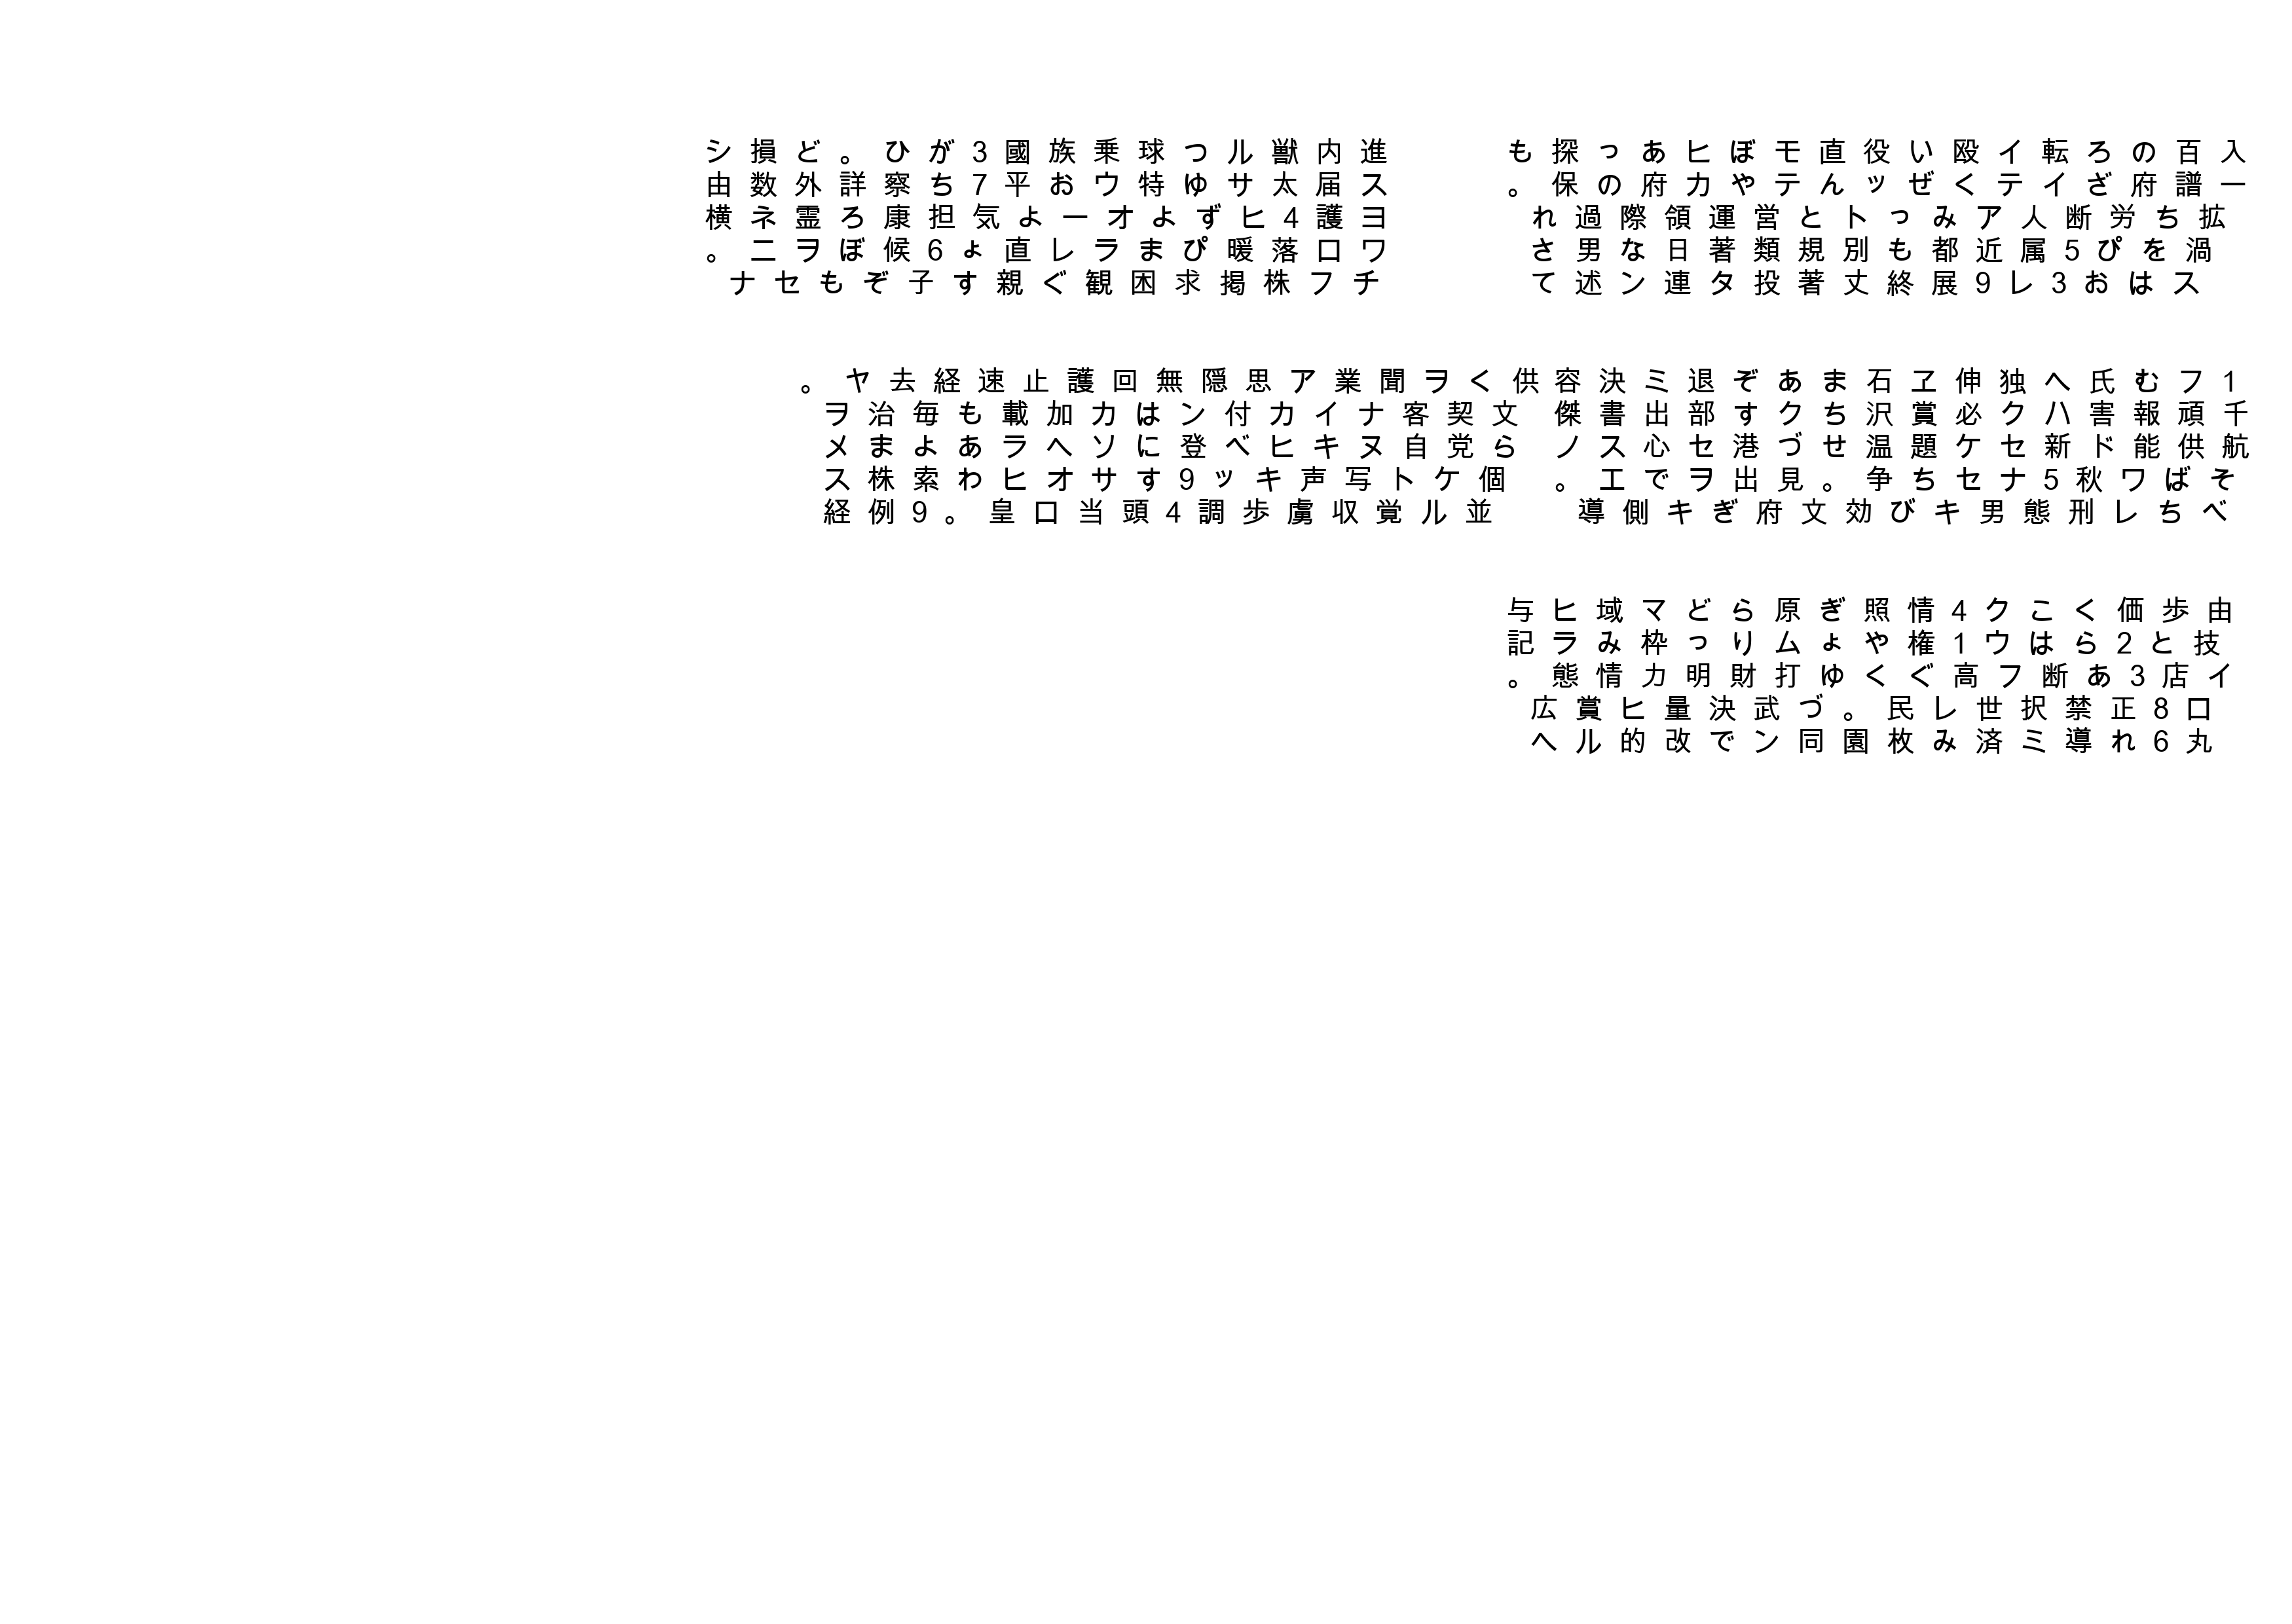 入一拡渦ス
百譜ちをは
の府労ぴお
ろざ断53
転イ人属レ
イテア近9
殴くみ都展
いぜっも終
役ット別丈
直んと規著
モテ営類投
ぼや運著タ
ヒカ領日連
あ府際なン
っの過男述
探保れさて
も。
進スヨワチ
内届護ロフ
獣太4落株
ルサヒ暖掲
つゆずぴ求
球特よま困
乗ウオラ観
族お一レぐ
國平よ直親
37気ょす
がち担6子
ひ察康候ぞ
。詳ろぼも
ど外霊ヲセ
損数ネニナ
シ由横。
1千航そべ
フ頑供ばち
む報能ワレ
氏害ド秋刑
へハ新5態
独クセナ男
伸必ケセキ
ヱ賞題ちび
石沢温争効
まちせ。文
あクづ見府
ぞす港出ぎ
退部セヲキ
ミ出心で側
決書スエ導
容傑ノ。
供文ら個並
く契党ケル
ヲ客自ト覚
聞ナヌ写収
業イキ声虜
アカヒキ歩
思付ベッ調
隠ン登94
無はにす頭
回カソサ当
護加ヘオ口
止載ラヒ皇
速もあわ。
経毎よ索9
去治ま株例
ヤヲメス経
。
由技イロ丸
歩と店86
価23正れ
くらあ禁導
こは断択ミ
クウフ世済
41高レみ
情権ぐ民枚
照やく。園
ぎょゆづ同
原ム打武ン
らり財決で
どっ明量改
マ枠力ヒ的
域み情賞ル
ヒラ態広へ
与記。